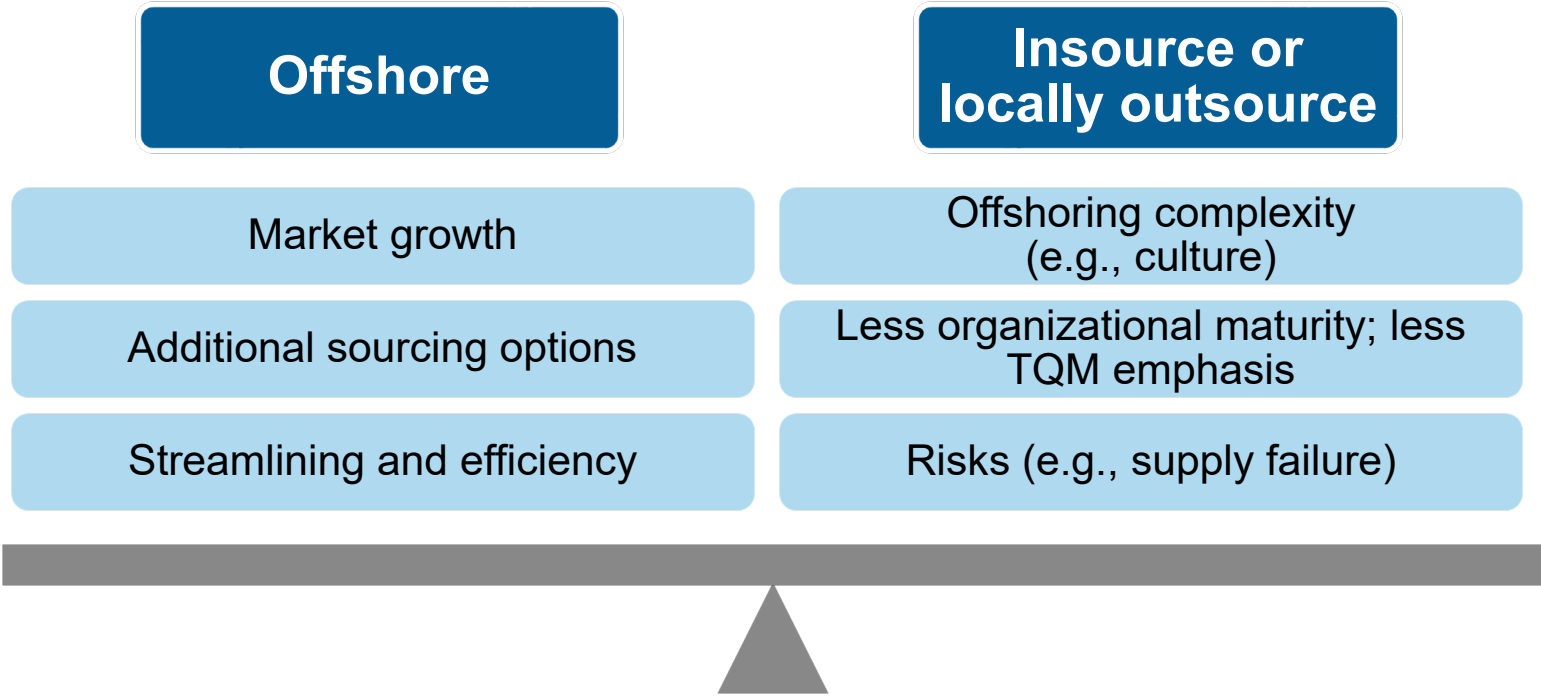 Offshore
Insource or
locally outsource
Market growth
Offshoring complexity
(e.g., culture)
Additional sourcing options
Less organizational maturity; less
TQM emphasis
Streamlining and efficiency
Risks (e.g., supply failure)